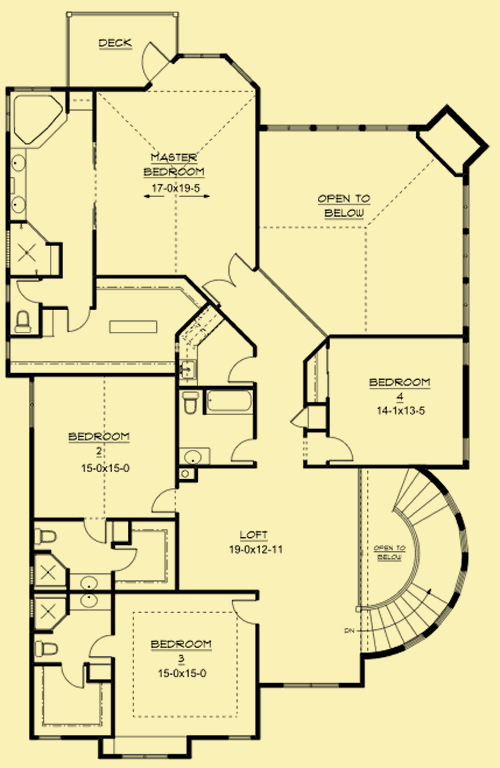 DECK
MASTER
BEDROOM
17-0x19-5
OPEN TO
BELOW
BEDROOM
4
14-1x13-5
BEDROOM
2
15-0x15-0
LOFT
19-0x12-11
OPEN TO
BELOW
DN
BEDROOM
3
15-0x15-0